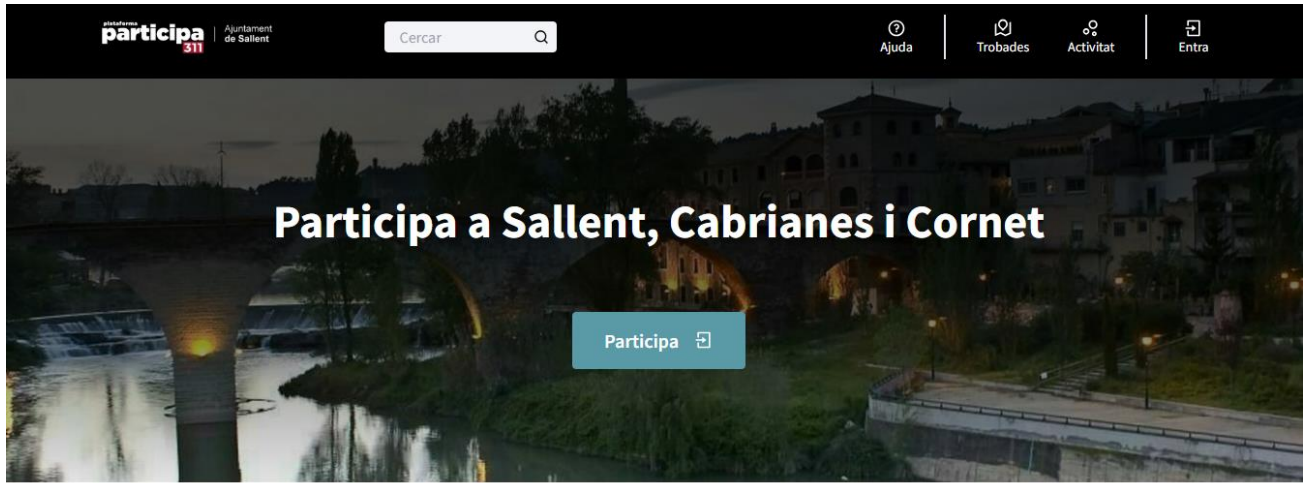 plataforma
participa
311
Ajuntament
de Sallent
Cercar
Ajuda
Trobades
Activitat
Entra
Participa a Sallent, Cabrianes i Cornet
Participa